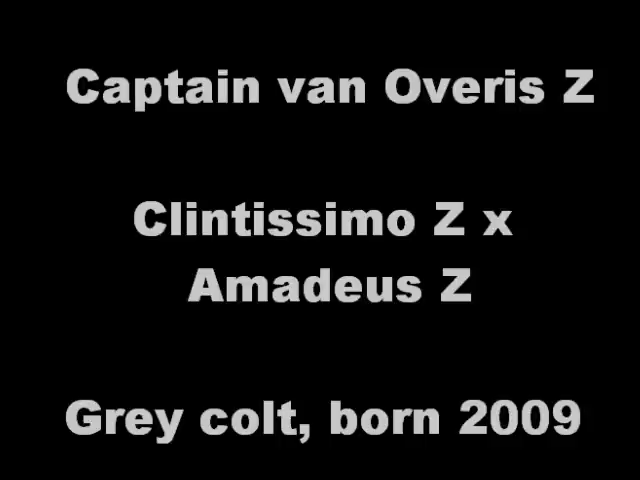 Captain van Overis Z
Clintissimo Z x
Amadeus Z
Grey colt, born 2009